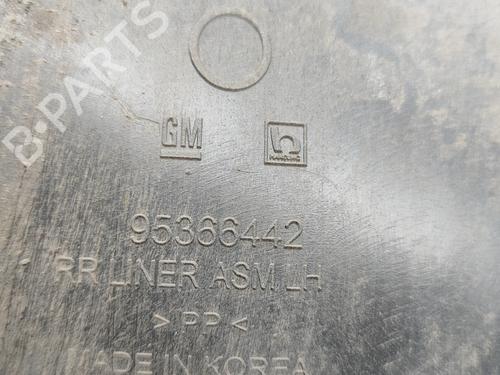 B-PARTS
GM
95366442
RR LINER ASM, LH
> PP <
MADE IN KOREA